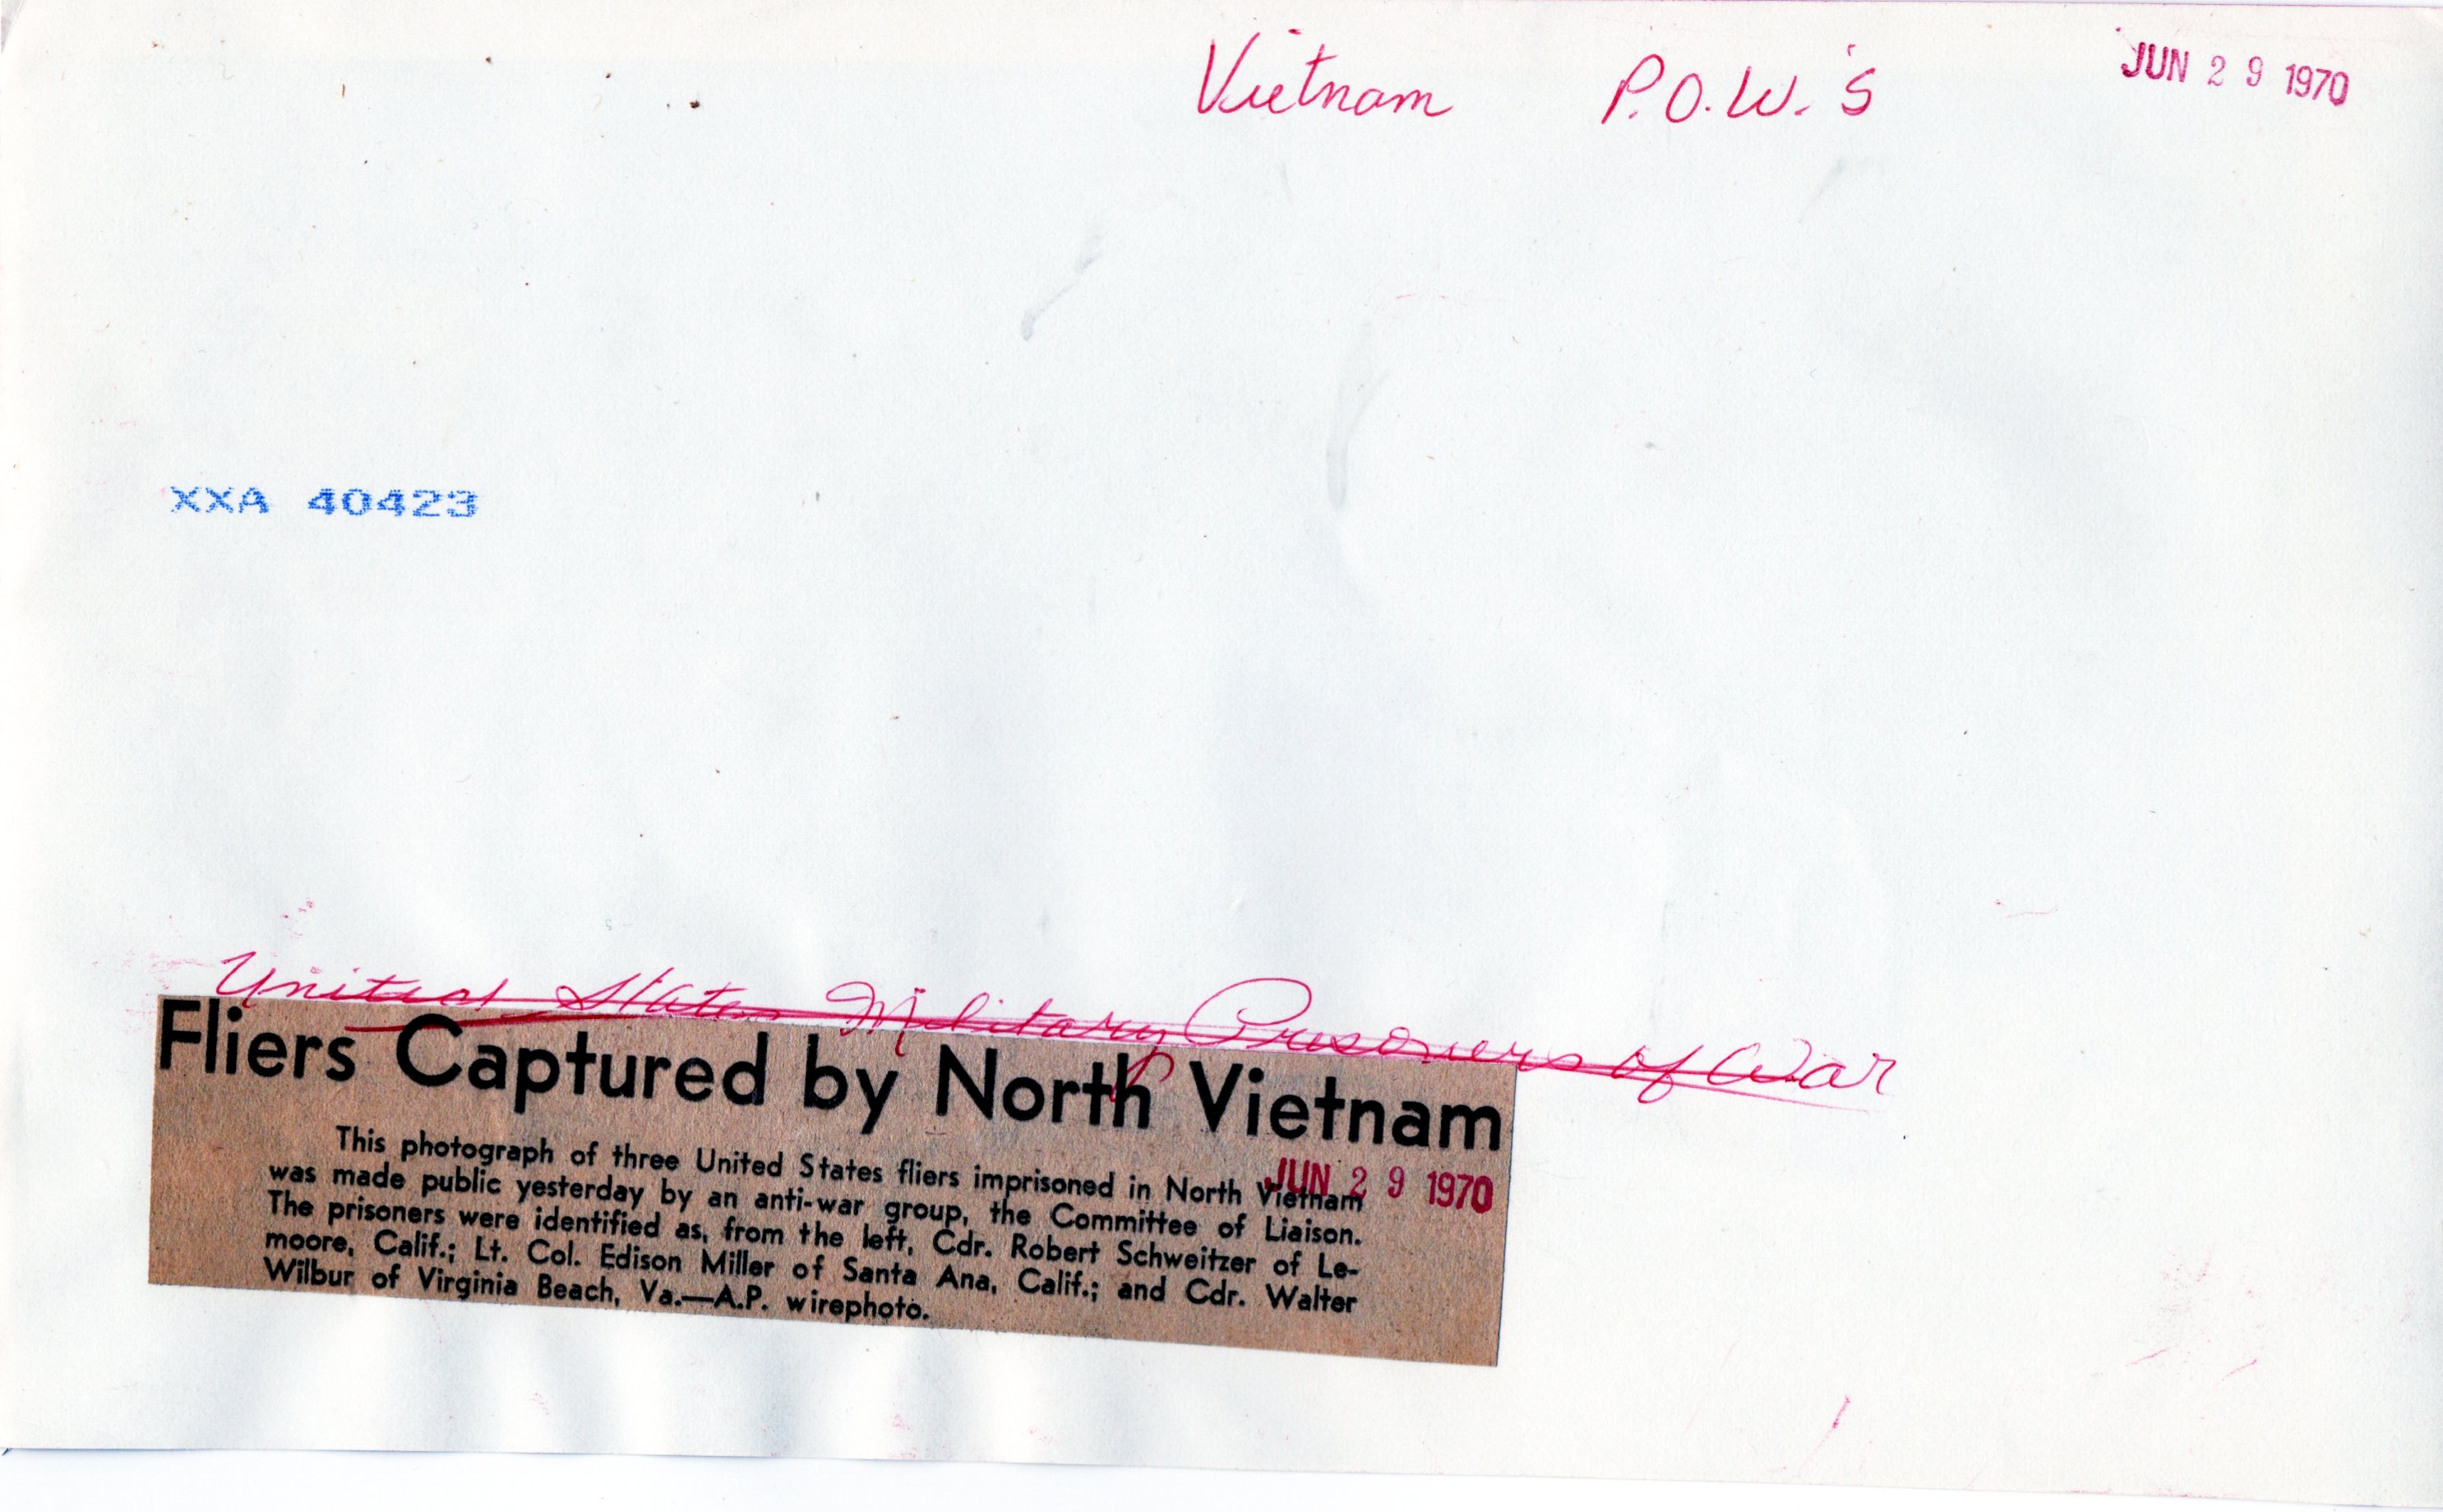 Vietnam P.O.W.'s
JUN 29 1970
XXA 40423
United States Military Prisoners of War
Fliers Captured by North Vietnam
This photograph of three United States fliers imprisoned in North Vietnam
was made public yesterday by an anti-war group, the Committee of Liaison.
The prisoners were identified as, from the left, Cdr. Robert Schweitzer of Le-
moore, Calif.; Lt. Col. Edison Miller of Santa Ana, Calif.; and Cdr. Walter
Wilbur of Virginia Beach, Va.—A.P. wirephoto.
JUN 29 1970